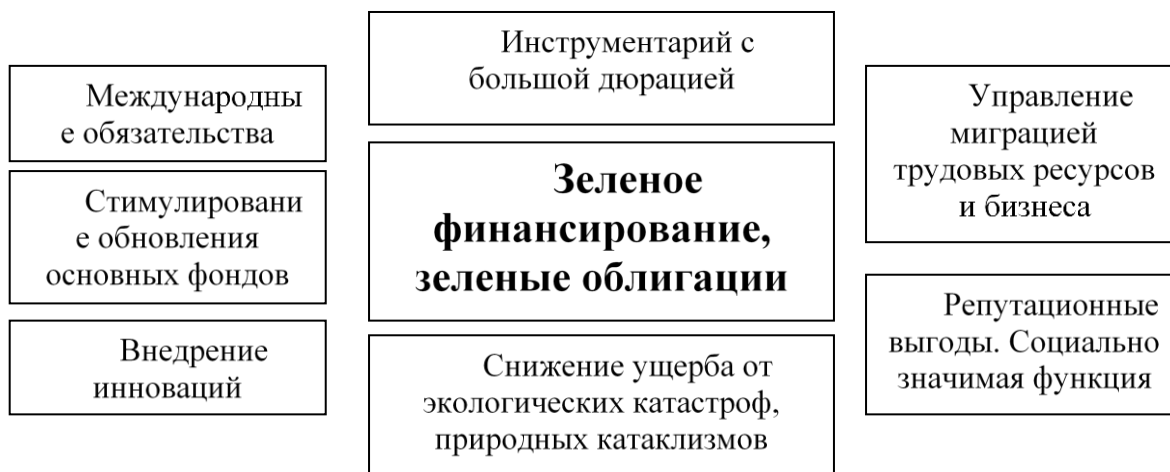 Международны
е обязательства
Стимулировани
е обновления
основных фондов
Внедрение
инноваций
Инструментарий с
большой дюрацией
Зеленое
финансирование,
зеленые облигации
Снижение ущерба от
экологических катастроф,
природных катаклизмов
Управление
миграцией
трудовых ресурсов
и бизнеса
Репутационные
выгоды. Социально
значимая функция